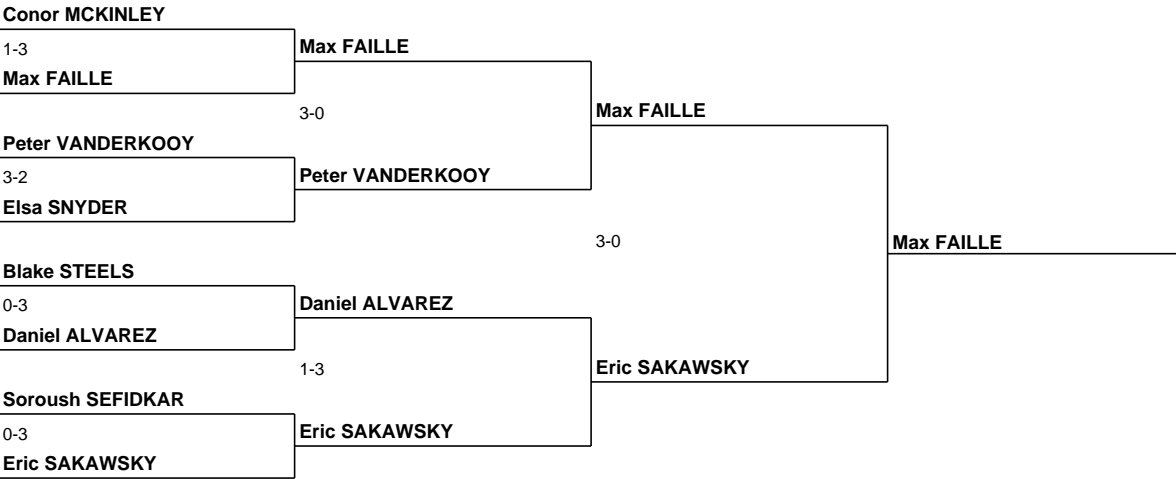 Conor MCKINLEY
1-3
Max FAILLE
Max FAILLE
3-0
Max FAILLE
Peter VANDERKOOY
3-2
Peter VANDERKOOY
Elsa SNYDER
3-0
Max FAILLE
Blake STEELS
0-3
Daniel ALVAREZ
Daniel ALVAREZ
1-3
Eric SAKAWSKY
Soroush SEFIDKAR
0-3
Eric SAKAWSKY
Eric SAKAWSKY